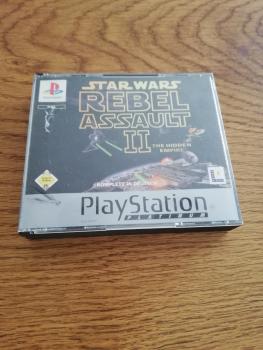 STAR WARS
REBEL
ASSAULT
II
THE HIDDEN
EMPIRE
KOMPLETT IN DEUTSCH
PlayStation
PLATINUM